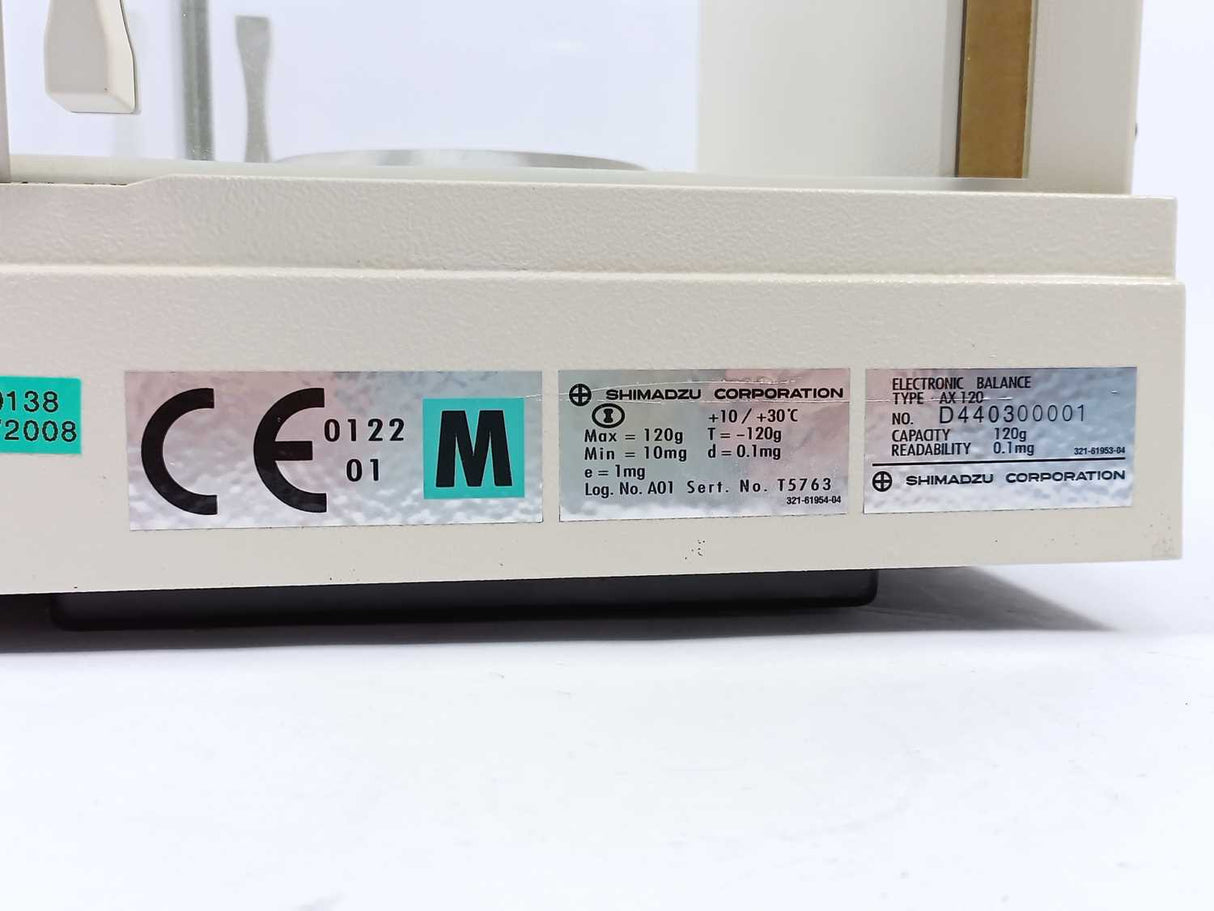 0138
/2008
CE 0122
01
M
SHIMADZU CORPORATION
I
+10 / +30℃
Max = 120g T = -120g
Min = 10mg d = 0.1mg
e = 1mg
Log. No. A01 Sert. No. T5763
321-61954-04
ELECTRONIC BALANCE
TYPE AX120
NO. D440300001
CAPACITY 120g
READABILITY 0.1mg
321-61953-04
SHIMADZU CORPORATION